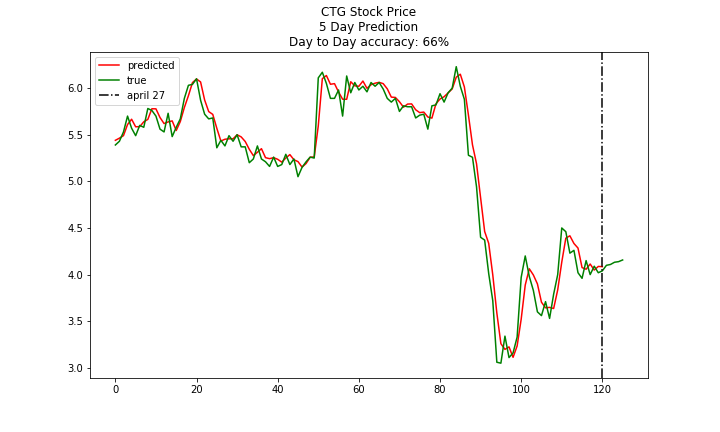 CTG Stock Price
5 Day Prediction
Day to Day accuracy: 66%
predicted
true
april 27
6.0
5.5
5.0
4.5
4.0
3.5
3.0
0 20 40 60 80 100 120